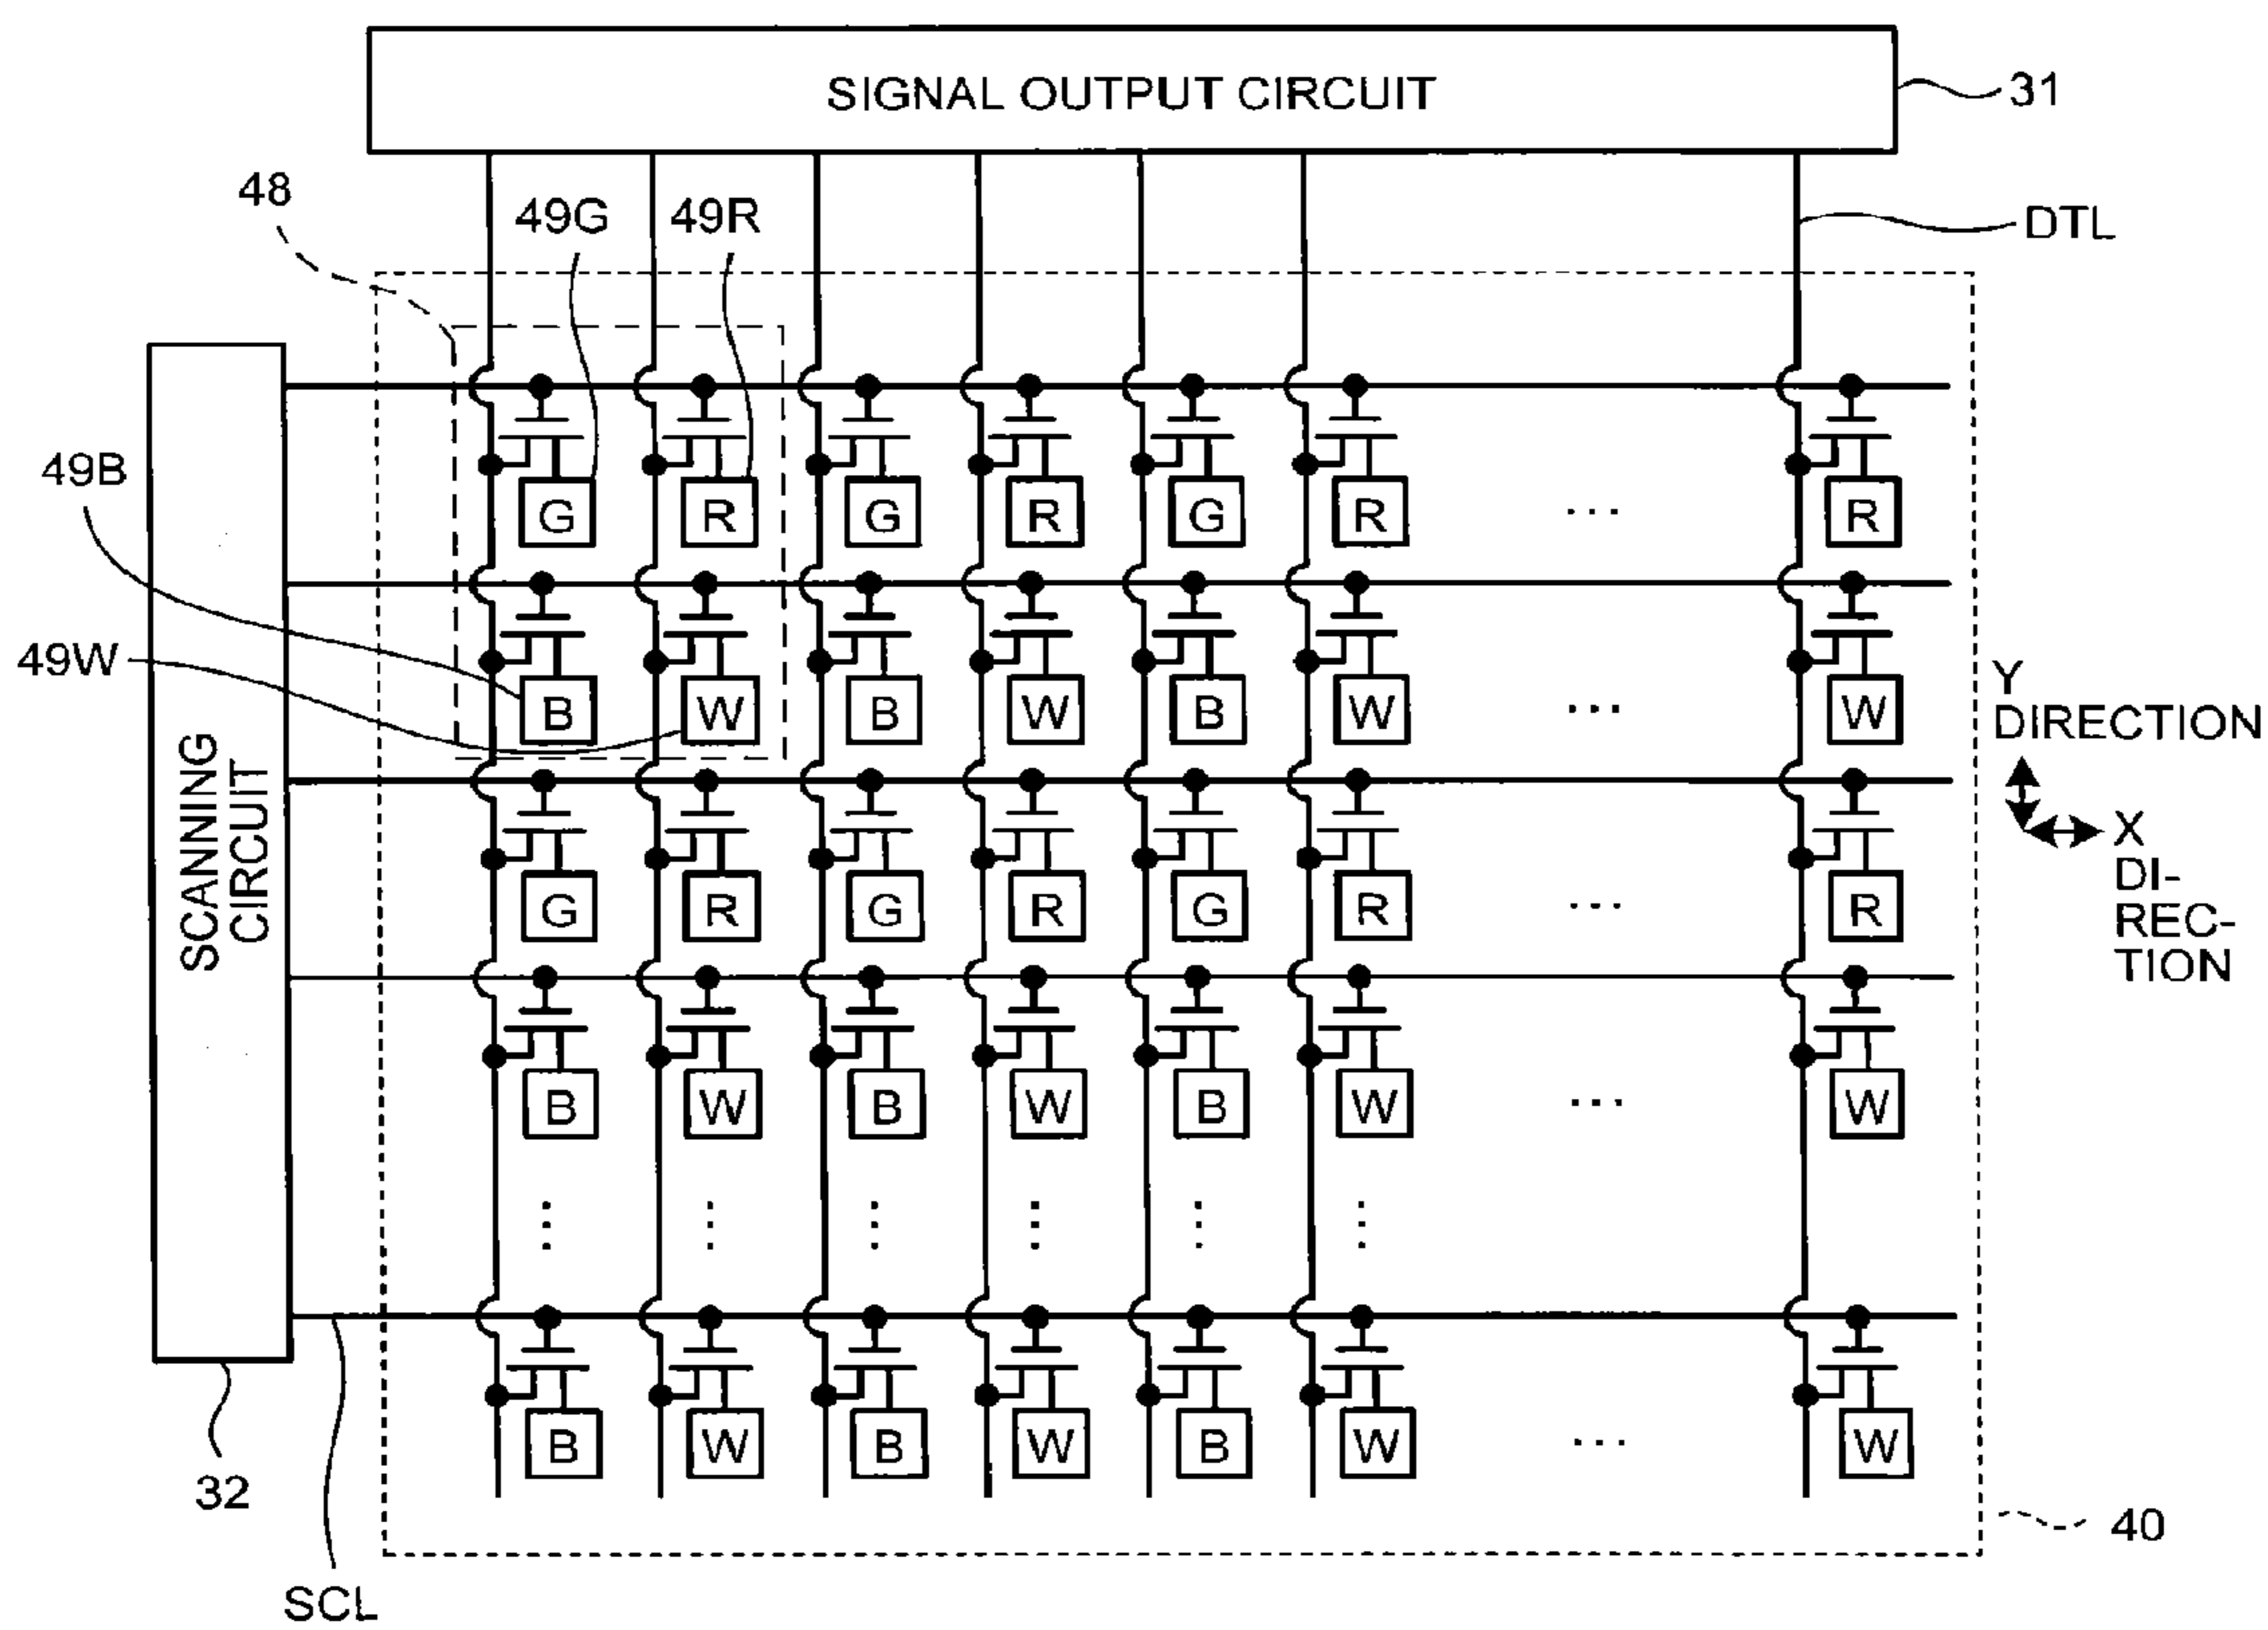 SIGNAL OUTPUT CIRCUIT
31
48
49G
49R
DTL
49B
G R G R G R ... R
49W
B W B W B W ... W
Y
DIRECTION
SCANNING
CIRCUIT
X
DI-
REC-
TION
G R G R G R ... R
B W B W B W ... W
B W B W B W ... W
32
40
SCL